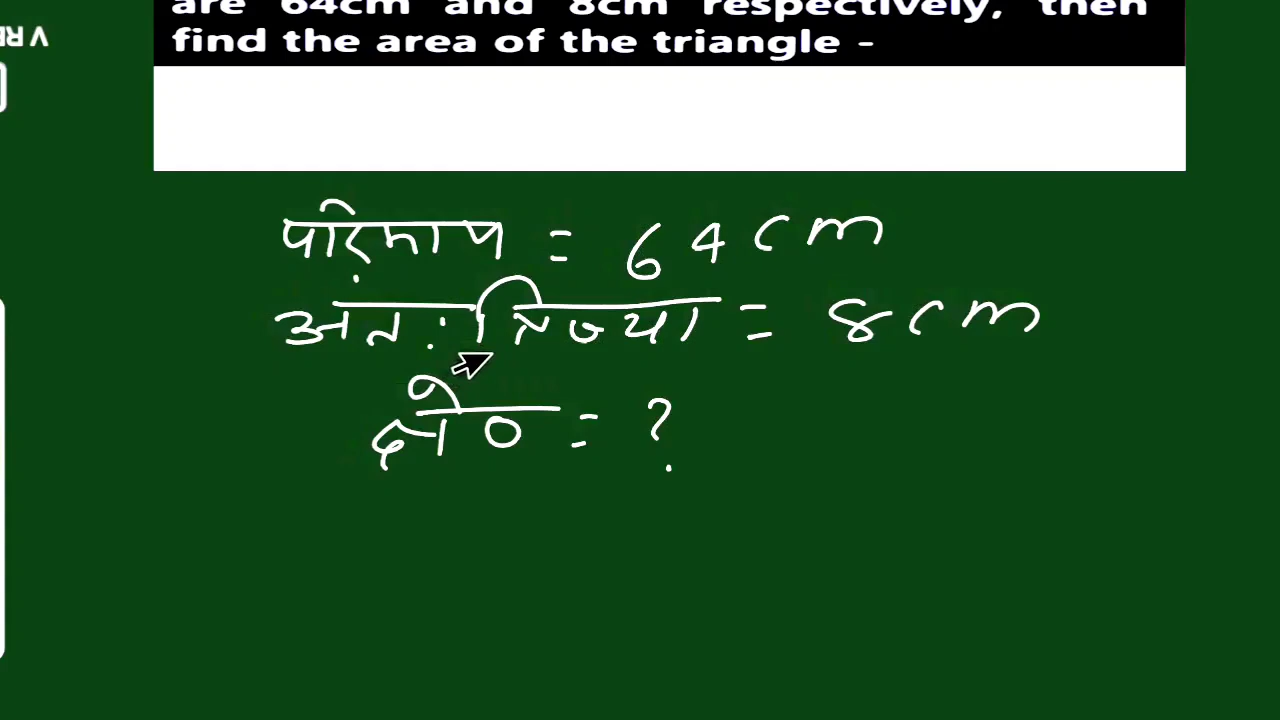 are 64cm and 8cm respectively, then
find the area of the triangle -
परिमाप = 64cm
अंतः त्रिज्या = 8cm
क्षे० = ?